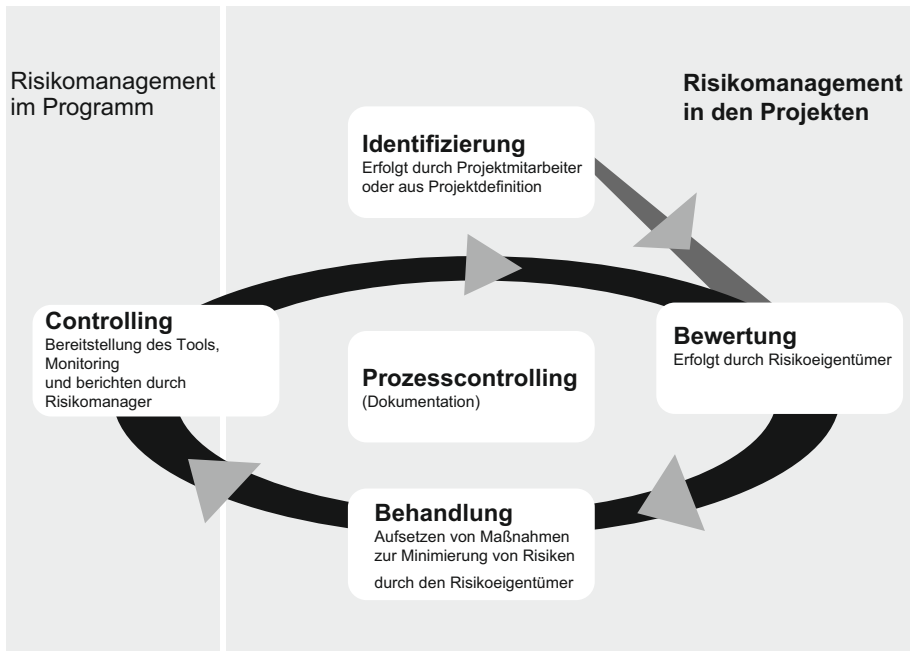 Risikomanagement
im Programm
Risikomanagement
in den Projekten
Identifizierung
Erfolgt durch Projektmitarbeiter
oder aus Projektdefinition
Controlling
Bereitstellung des Tools,
Monitoring
und berichten durch
Risikomanager
Prozesscontrolling
(Dokumentation)
Bewertung
Erfolgt durch Risikoeigentümer
Behandlung
Aufsetzen von Maßnahmen
zur Minimierung von Risiken
durch den Risikoeigentümer